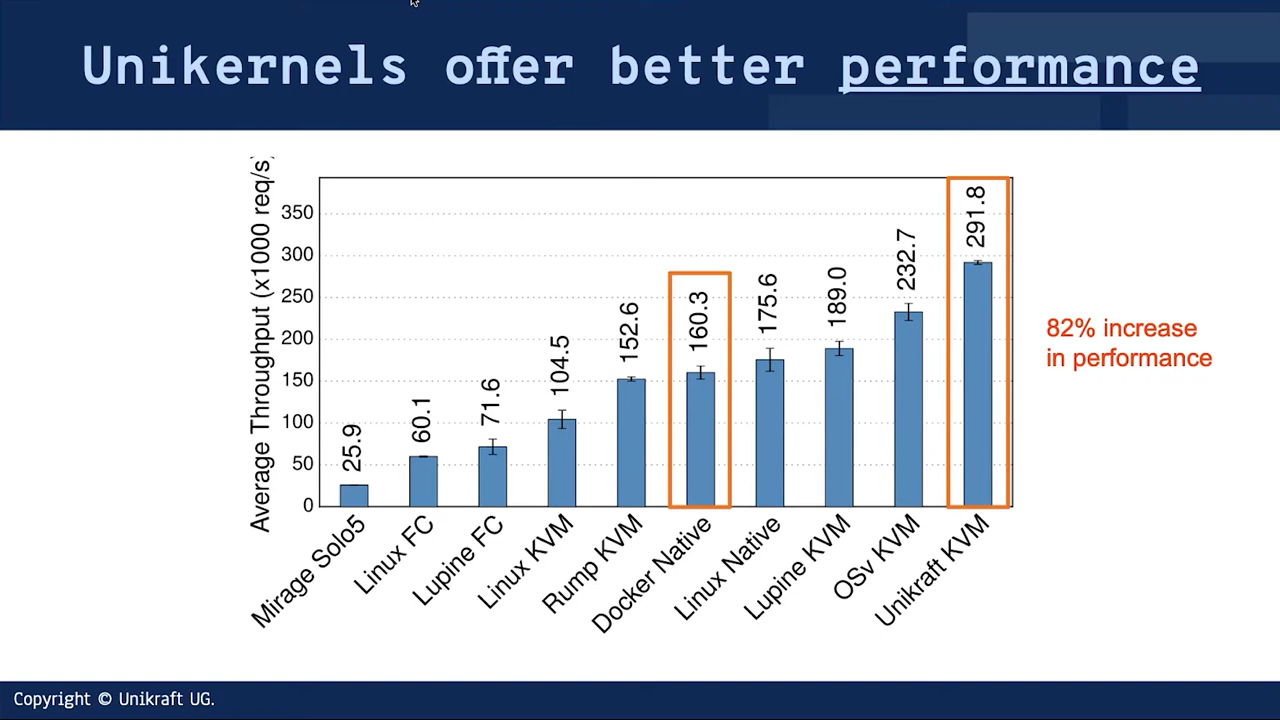 Unikernels offer better performance
Average Throughput (x1000 req/s)
350
300
250
200
150
100
50
0
25.9
60.1
71.6
104.5
152.6
160.3
175.6
189.0
232.7
291.8
Mirage Solo5
Linux FC
Lupine FC
Linux KVM
Rump KVM
Docker Native
Linux Native
Lupine KVM
OSv KVM
Unikraft KVM
82% increase
in performance
Copyright © Unikraft UG.